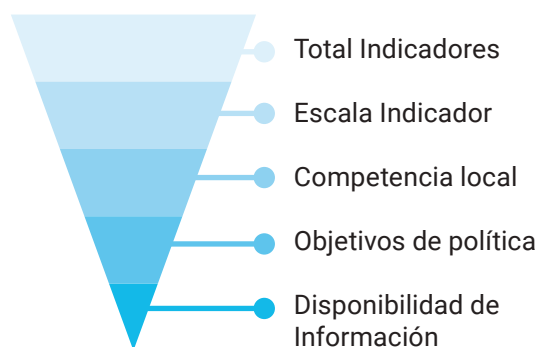 Total Indicadores
Escala Indicador
Competencia local
Objetivos de política
Disponibilidad de
Información